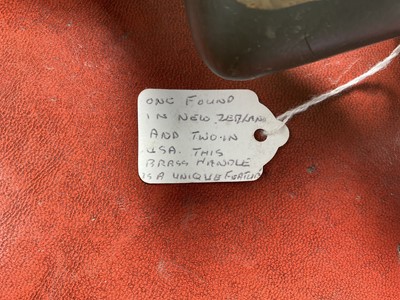 ONE FOUND
IN NEW ZEALAND
AND TWO IN
USA. THIS
BRASS HANDLE
IS A UNIQUE FEATURE